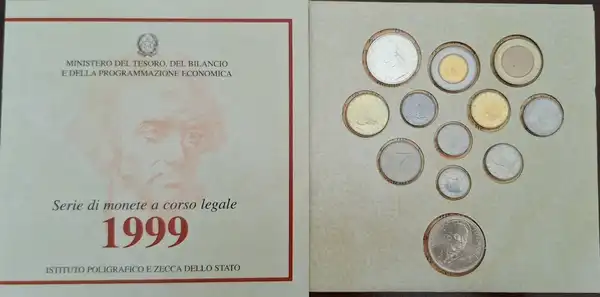 MINISTERO DEL TESORO, DEL BILANCIO
E DELLA PROGRAMMAZIONE ECONOMICA
Serie di monete a corso legale
1999
ISTITUTO POLIGRAFICO E ZECCA DELLO STATO